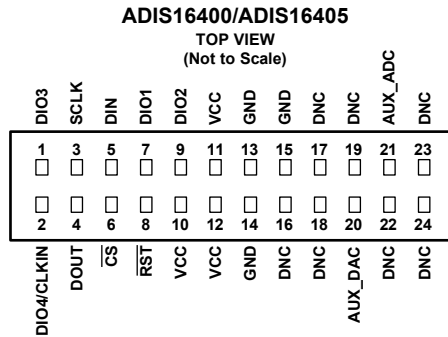 ADIS16400/ADIS16405
TOP VIEW
(Not to Scale)
DIO3 SCLK DIN DIO1 DIO2 VCC GND GND DNC DNC AUX_ADC DNC
1 3 5 7 9 11 13 15 17 19 21 23
2 4 6 8 10 12 14 16 18 20 22 24
DIO4/CLKIN DOUT CS RST VCC VCC GND DNC DNC AUX_DAC DNC DNC